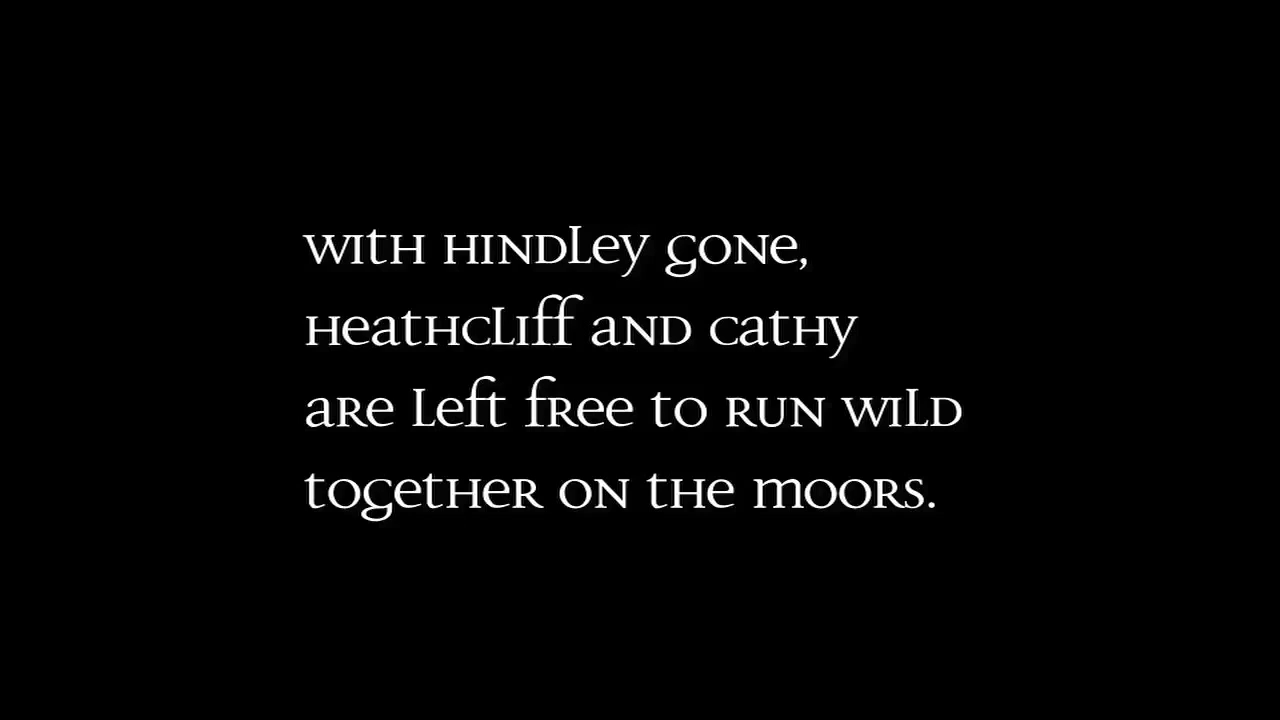 with Hindley gone,
Heathcliff and Cathy
are left free to run wild
together on the moors.